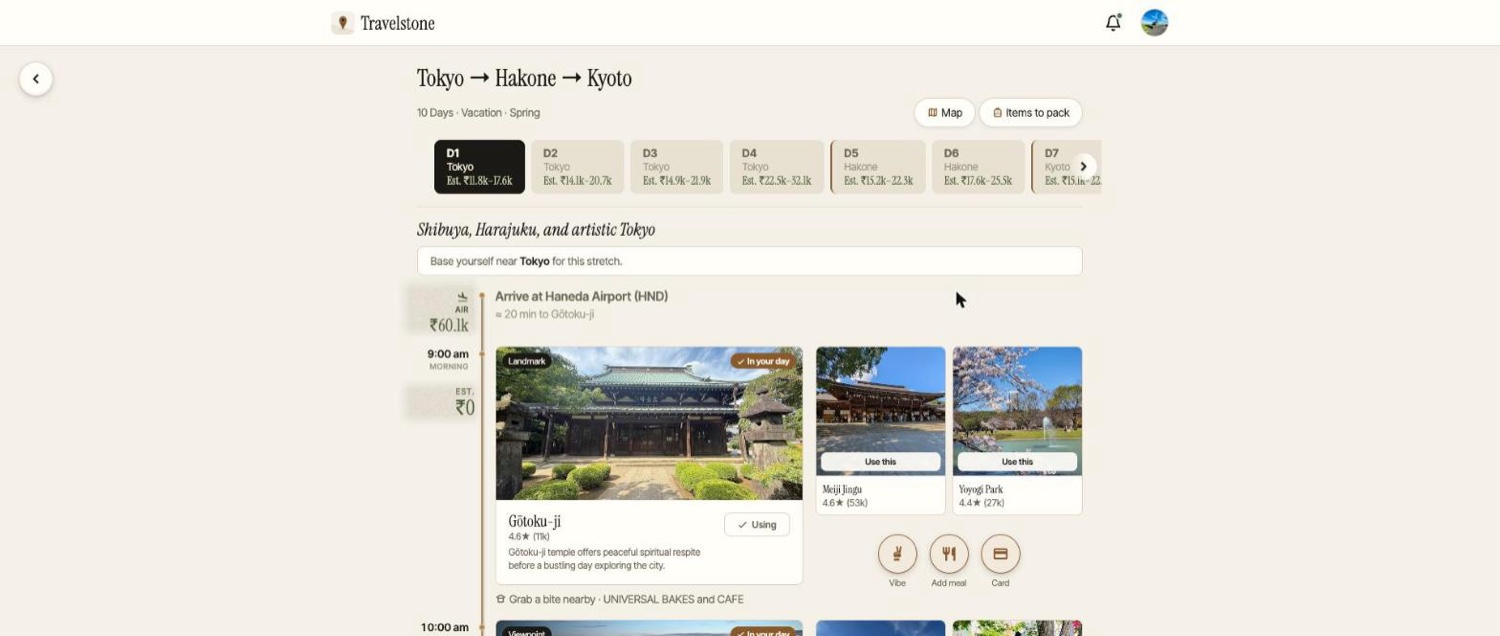 Travelstone
Tokyo → Hakone → Kyoto
10 Days · Vacation · Spring
Map
Items to pack
D1
Tokyo
Est. ₹11.8k–17.6k
D2
Tokyo
Est. ₹14.1k–20.7k
D3
Tokyo
Est. ₹14.9k–21.9k
D4
Tokyo
Est. ₹22.5k–32.1k
D5
Hakone
Est. ₹15.2k–22.3k
D6
Hakone
Est. ₹17.6k–25.5k
D7
Kyoto
Est. ₹15.1k–22.
Shibuya, Harajuku, and artistic Tokyo
Base yourself near Tokyo for this stretch.
AIR
₹60.1k
Arrive at Haneda Airport (HND)
≈ 20 min to Gōtoku-ji
9:00 am
MORNING
EST.
₹0
Landmark
✓ In your day
Gōtoku-ji
4.6★ (11k)
✓ Using
Gōtoku-ji temple offers peaceful spiritual respite
before a bustling day exploring the city.
Use this
Meiji Jingu
4.6★ (53k)
Use this
Yoyogi Park
4.4★ (27k)
Vibe
Add meal
Card
Grab a bite nearby · UNIVERSAL BAKES and CAFE
10:00 am
Viewpoint
✓ In your day